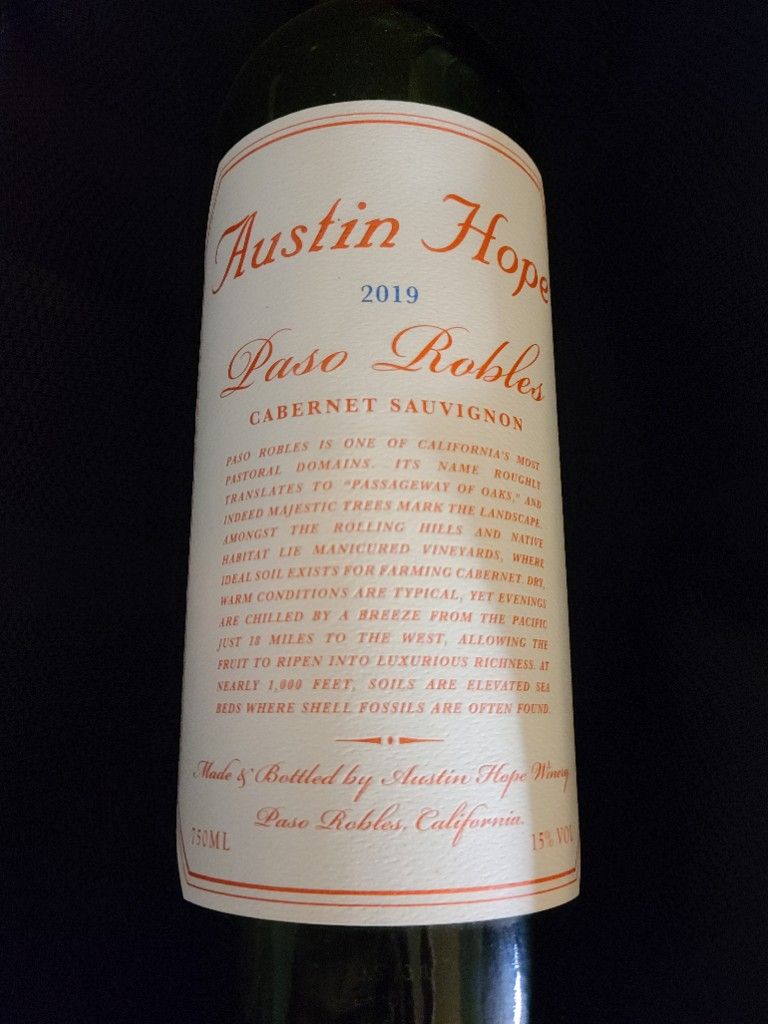 Austin Hope
2019
Paso Robles
CABERNET SAUVIGNON
PASO ROBLES IS ONE OF CALIFORNIA'S MOST
PASTORAL DOMAINS. ITS NAME ROUGHLY
TRANSLATES TO "PASSAGEWAY OF OAKS," AND
INDEED MAJESTIC TREES MARK THE LANDSCAPE.
AMONGST THE ROLLING HILLS AND NATIVE
HABITAT LIE MANICURED VINEYARDS, WHERE
IDEAL SOIL EXISTS FOR FARMING CABERNET. DRY,
WARM CONDITIONS ARE TYPICAL, YET EVENINGS
ARE CHILLED BY A BREEZE FROM THE PACIFIC
JUST 18 MILES TO THE WEST, ALLOWING THE
FRUIT TO RIPEN INTO LUXURIOUS RICHNESS. AT
NEARLY 1,000 FEET, SOILS ARE ELEVATED SEA
BEDS WHERE SHELL FOSSILS ARE OFTEN FOUND.
Made & Bottled by Austin Hope Winery
Paso Robles, California.
750ML 15% VOL